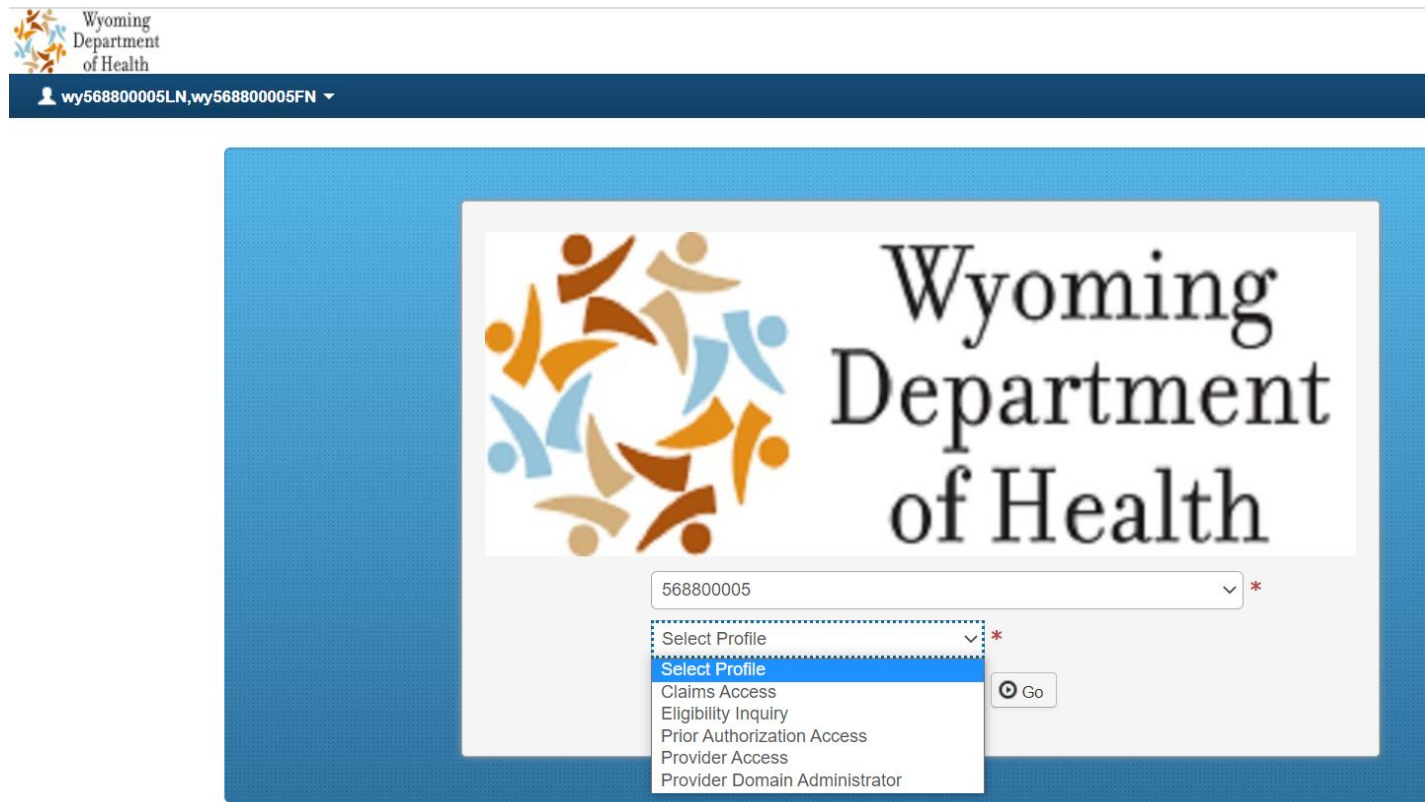 Wyoming
Department
of Health
wy568800005LN,wy568800005FN
Wyoming
Department
of Health
568800005 *
Select Profile *
Select Profile
Claims Access
Go
Eligibility Inquiry
Prior Authorization Access
Provider Access
Provider Domain Administrator